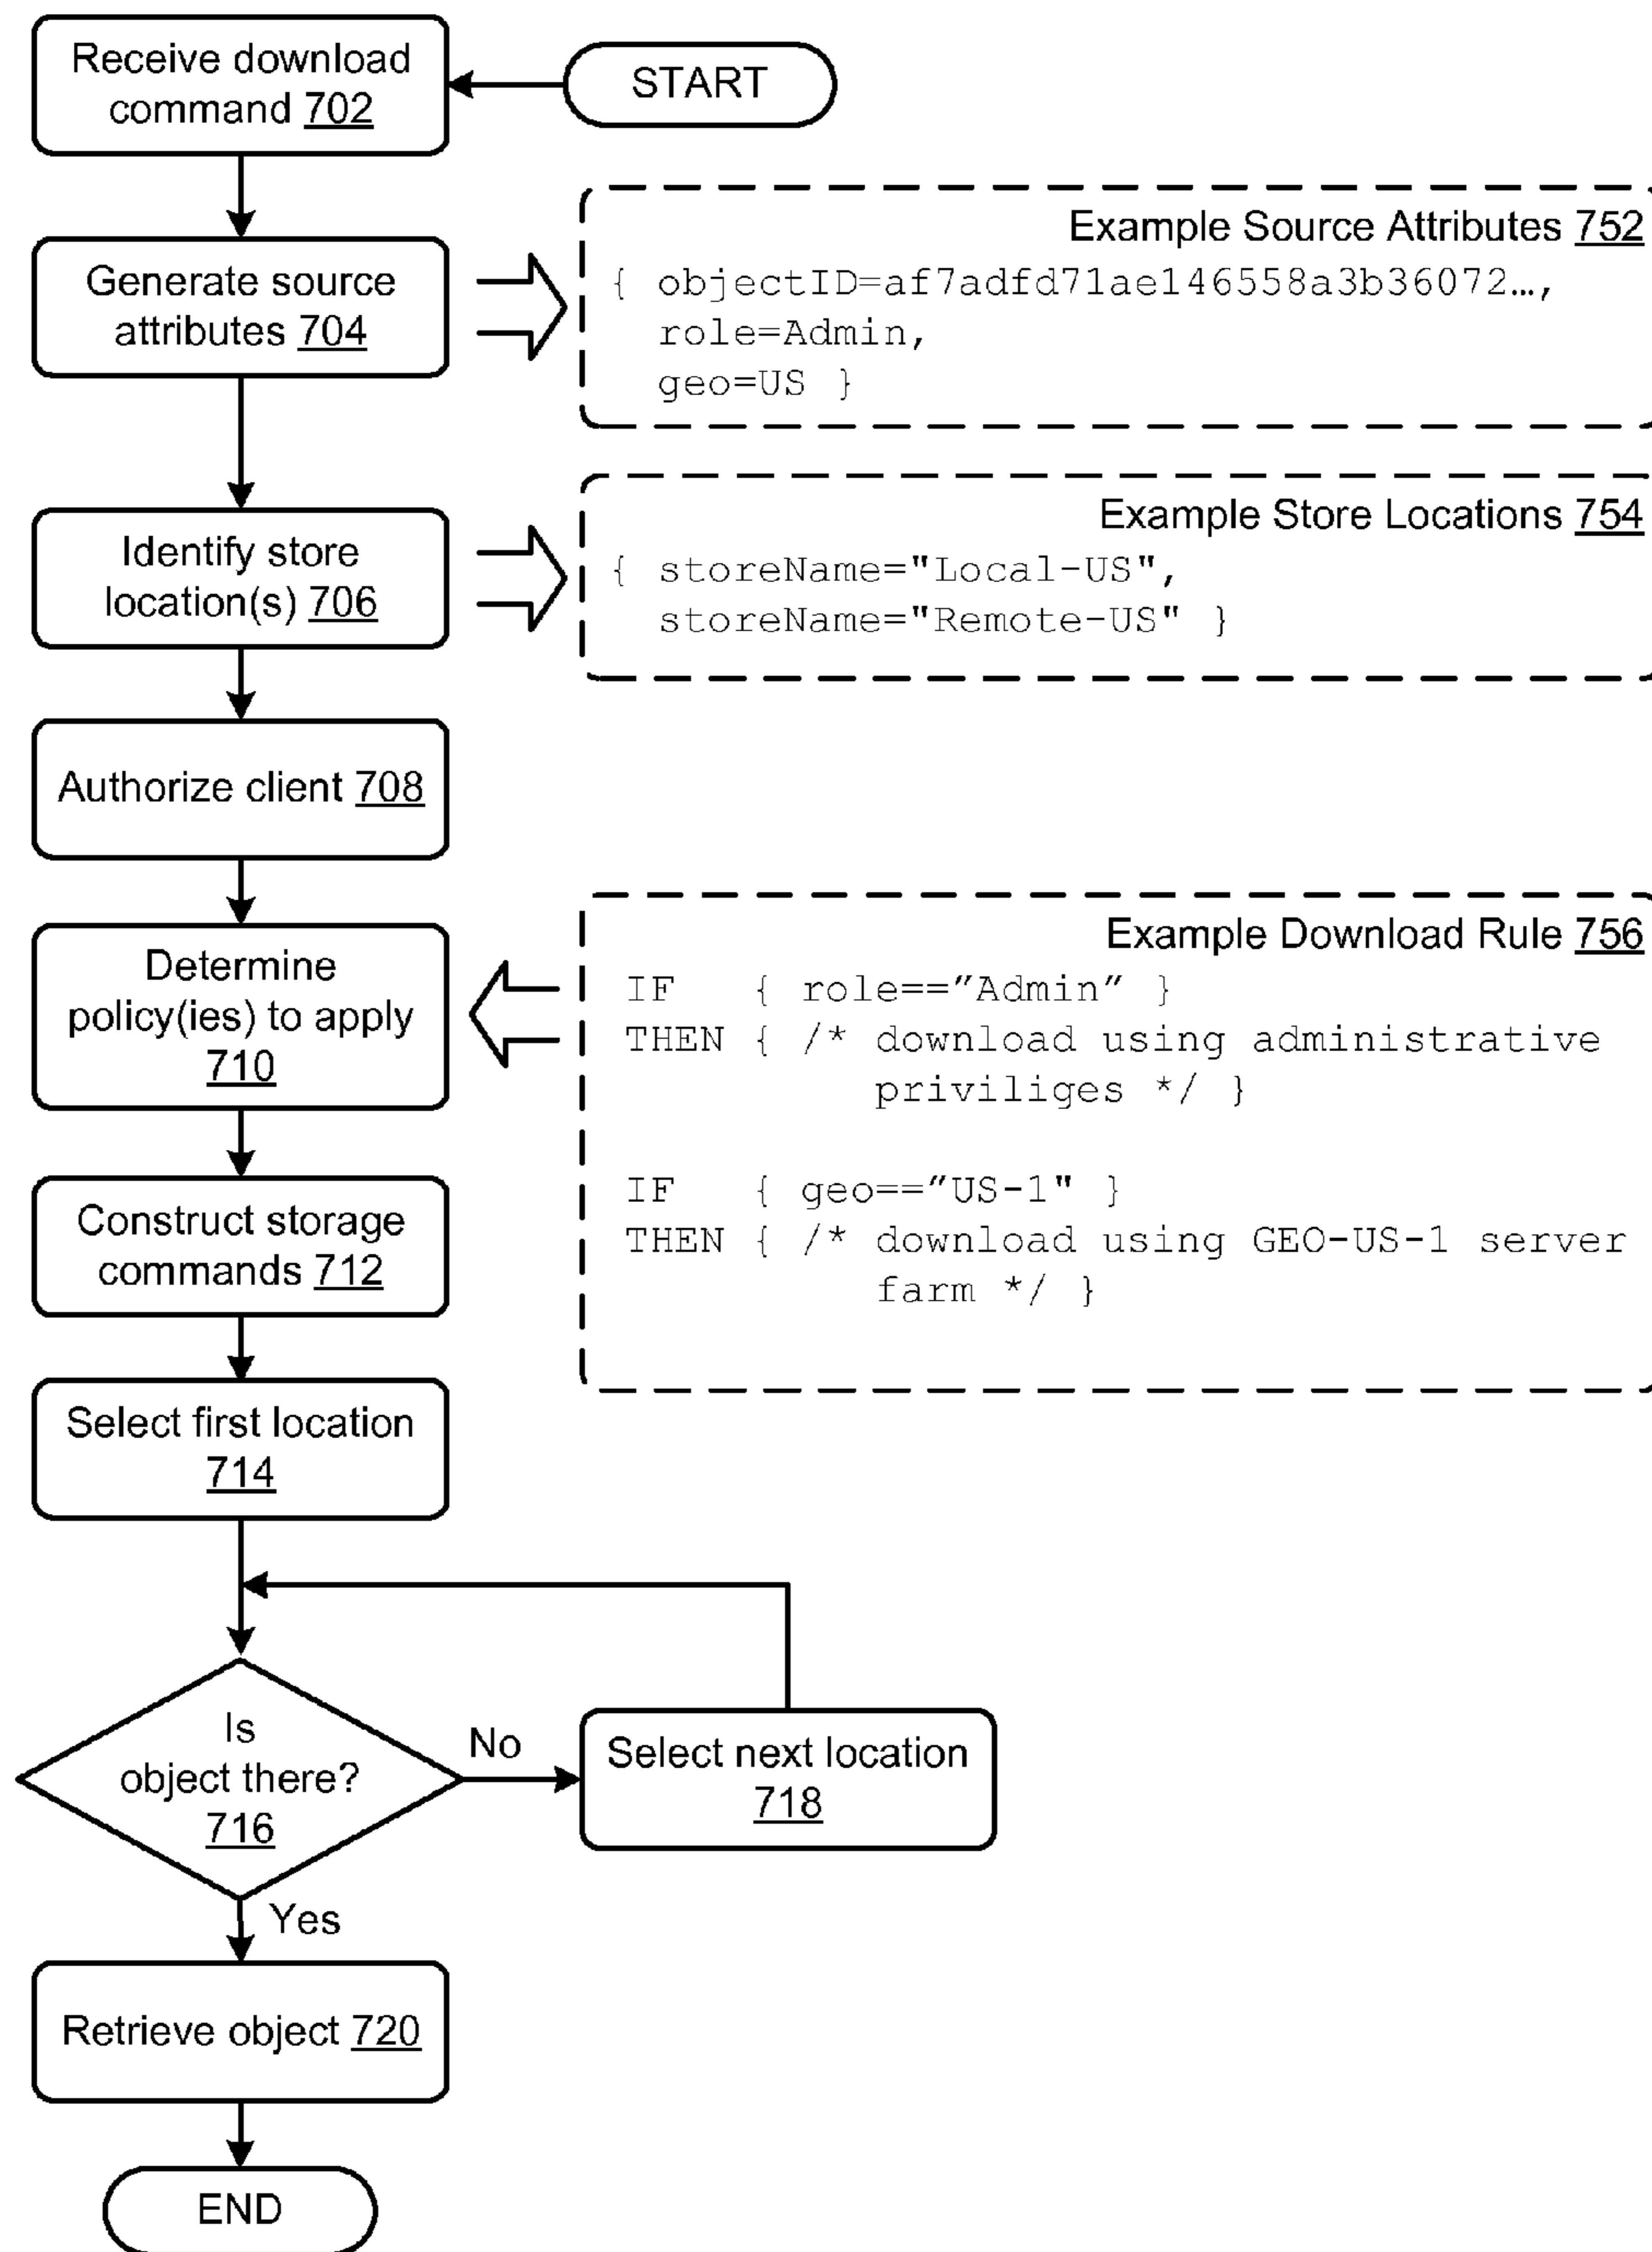 Receive download
command 702
START
Example Source Attributes 752
Generate source
attributes 704
{ objectID=af7adfd71ae146558a3b36072…,
role=Admin,
geo=US }
Example Store Locations 754
Identify store
location(s) 706
{ storeName="Local-US",
storeName="Remote-US" }
Authorize client 708
Example Download Rule 756
Determine
policy(ies) to apply
710
IF { role==”Admin” }
THEN { /* download using administrative
priviliges */ }
IF { geo==”US-1" }
THEN { /* download using GEO-US-1 server
farm */ }
Construct storage
commands 712
Select first location
714
Is
object there?
716
No
Select next location
718
Yes
Retrieve object 720
END